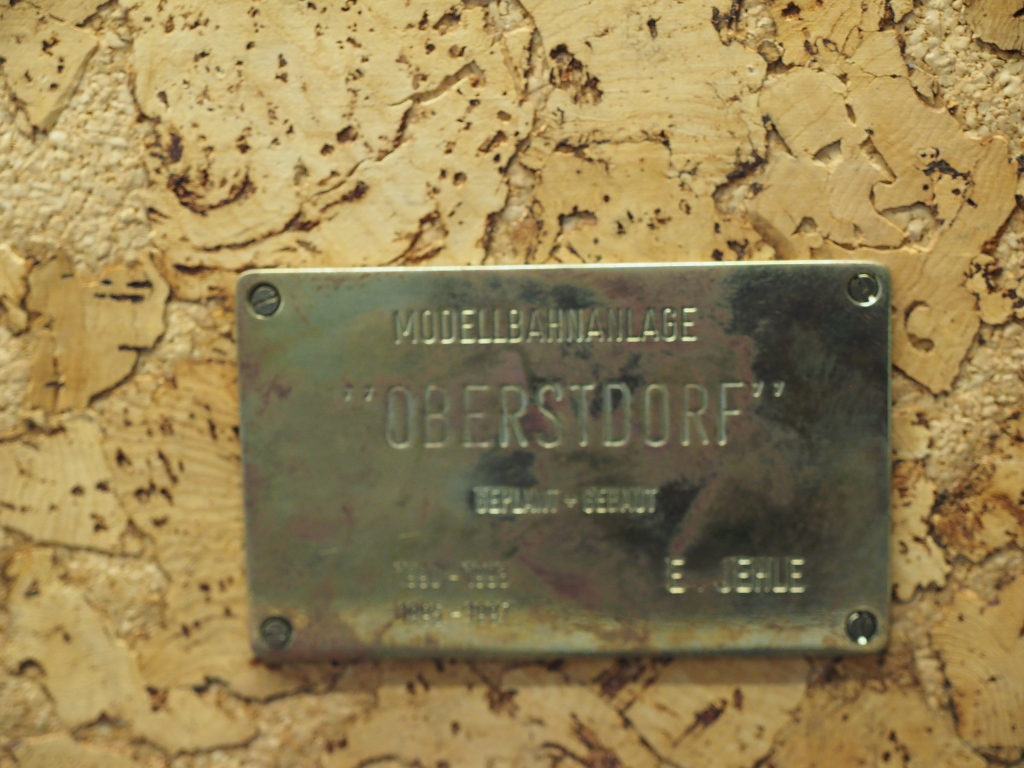 MODELLBAHNANLAGE
"OBERSTDORF"
GEPLANT + GEBAUT
E. JEHLE